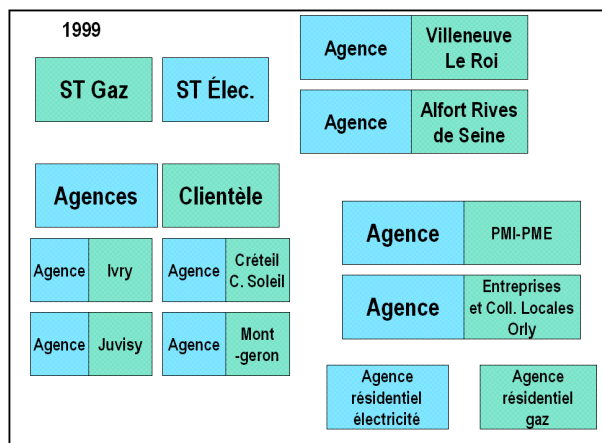 1999
ST Gaz
ST Élec.
Agence
Villeneuve
Le Roi
Agence
Alfort Rives
de Seine
Agences
Clientèle
Agence
Ivry
Agence
Créteil
C. Soleil
Agence
Juvisy
Agence
Mont
-geron
Agence
PMI-PME
Agence
Entreprises
et Coll. Locales
Orly
Agence
résidentiel
électricité
Agence
résidentiel
gaz